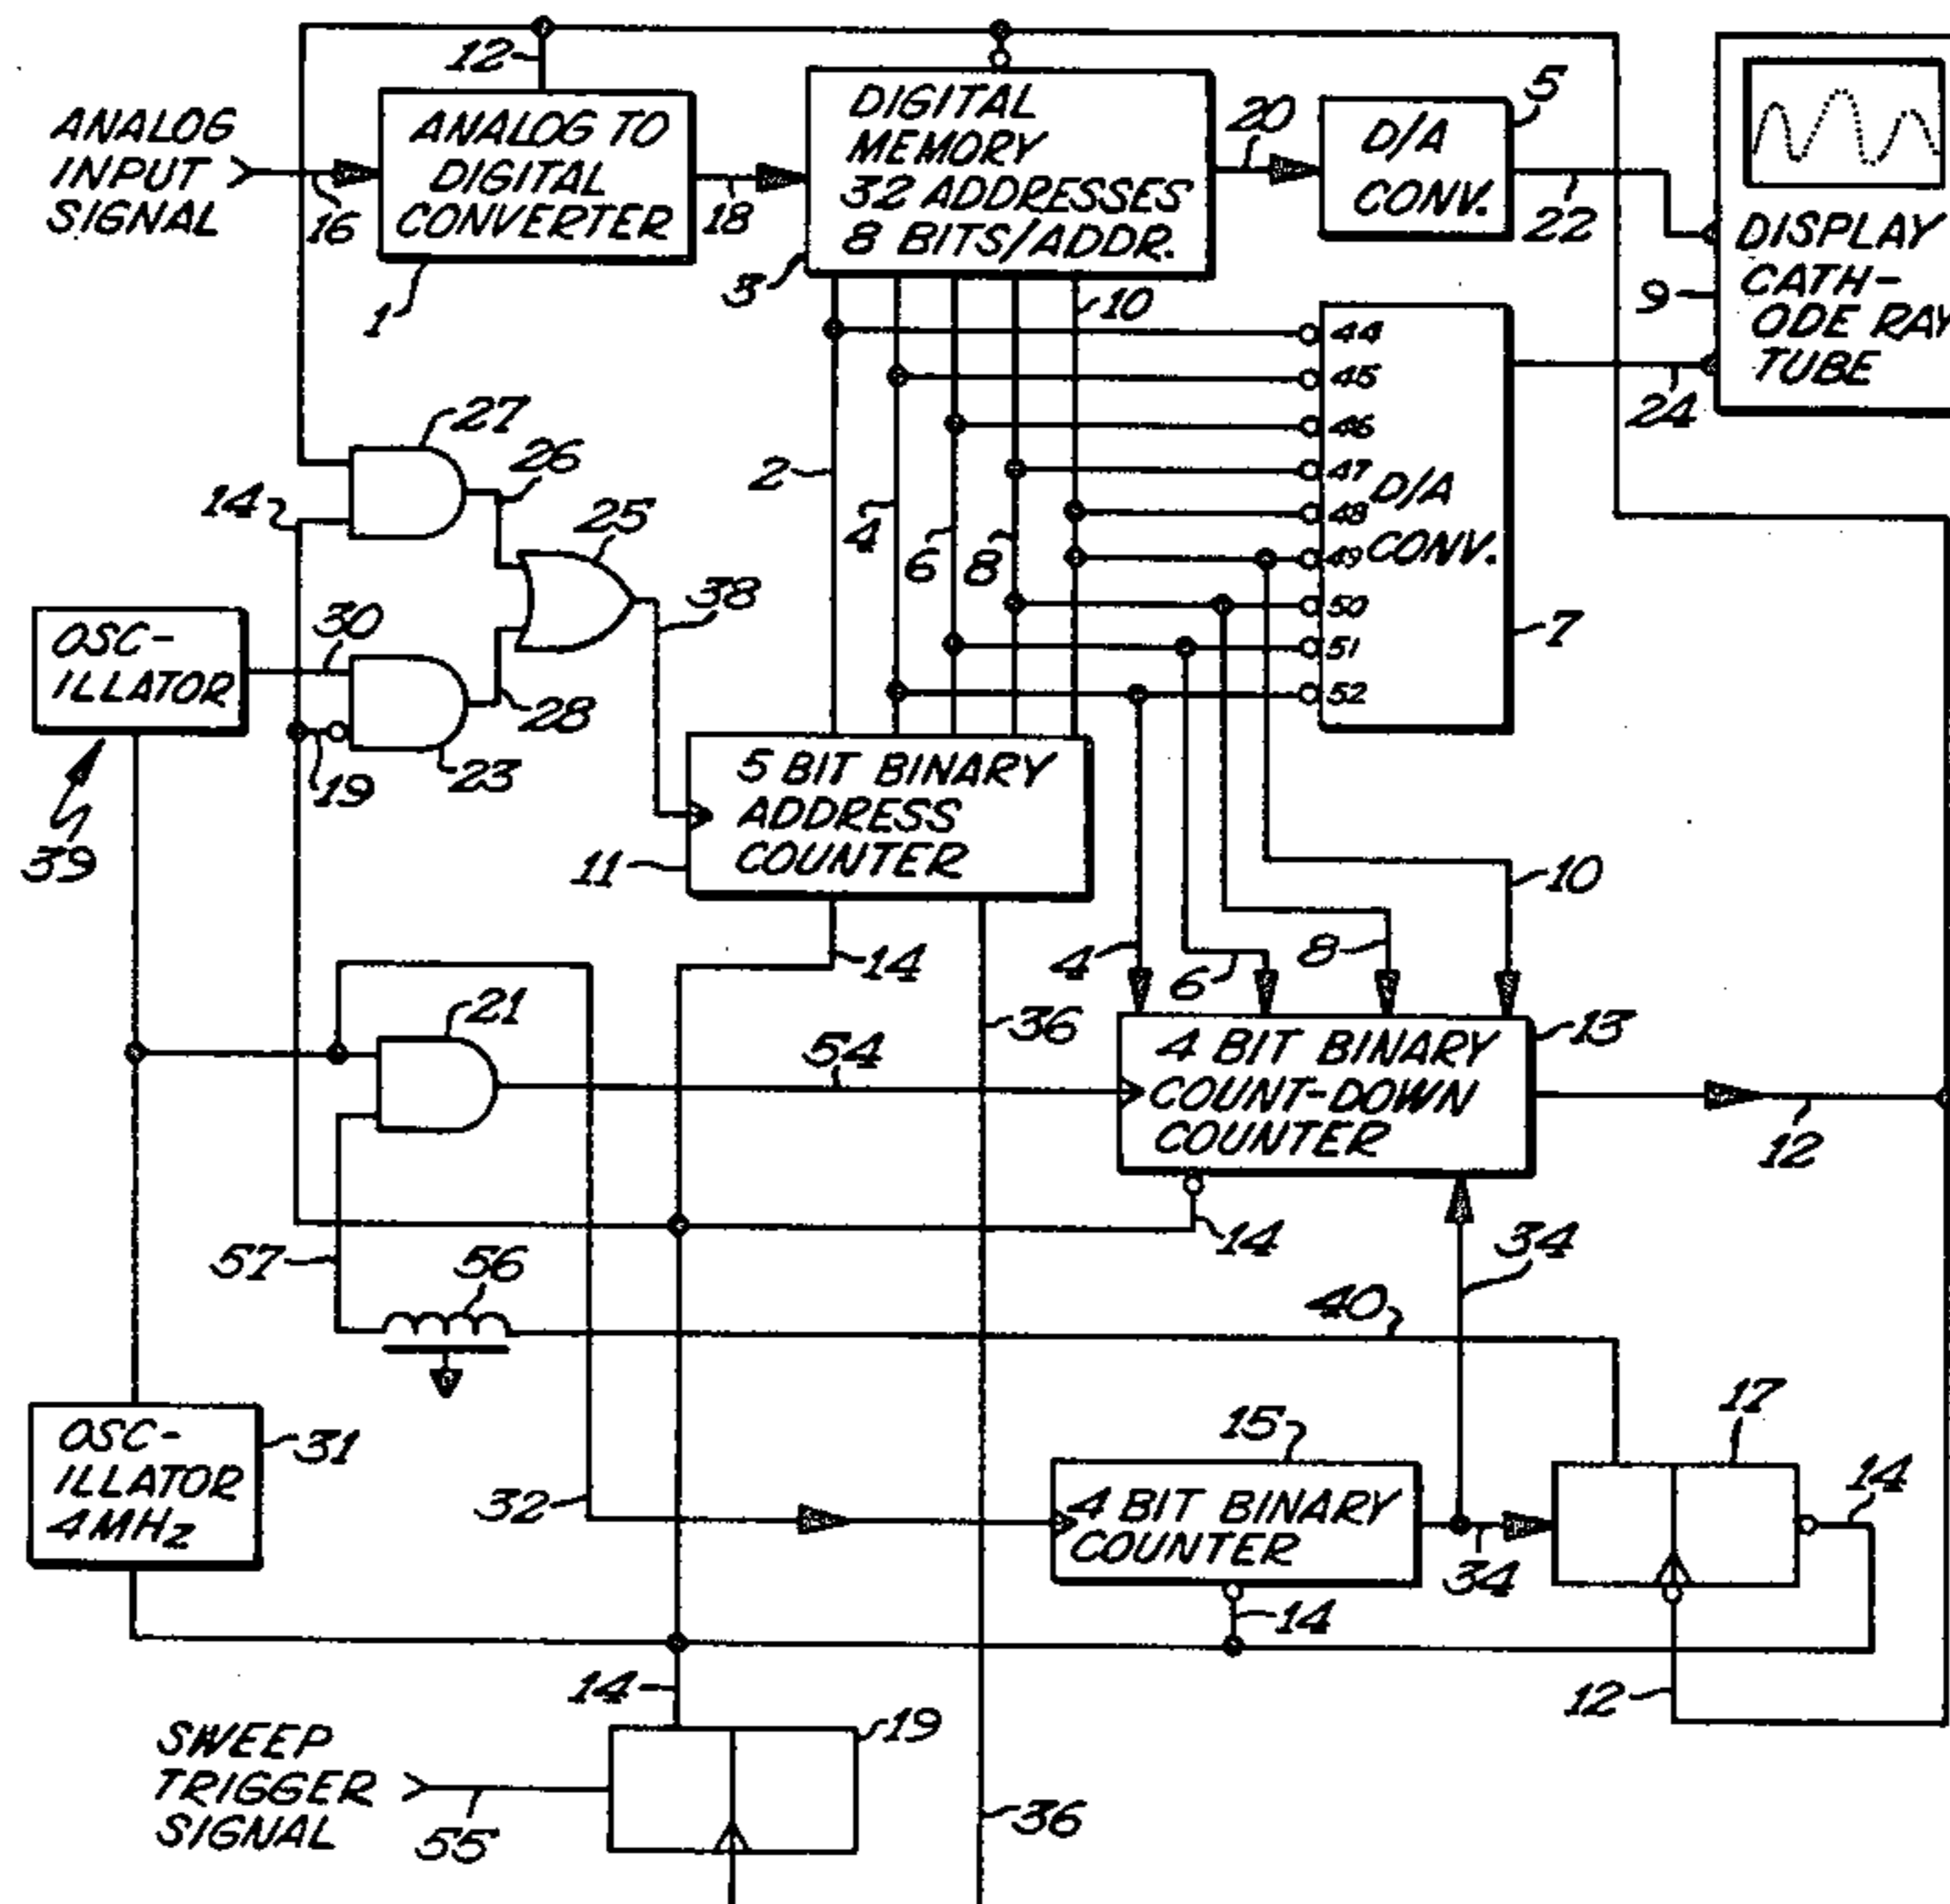 12
ANALOG
INPUT
SIGNAL
16
ANALOG TO
DIGITAL
CONVERTER
1
18
DIGITAL
MEMORY
32 ADDRESSES
8 BITS/ADDR.
3
20
D/A
CONV.
5
22
DISPLAY
CATH-
ODE RAY
TUBE
9
24
10
44
45
46
47
48
49
50
51
52
D/A
CONV.
7
2
4
6
8
27
26
14
25
38
OSC-
ILLATOR
30
28
19
23
39
5 BIT BINARY
ADDRESS
COUNTER
11
14
36
4
6
8
10
21
54
4 BIT BINARY
COUNT-DOWN
COUNTER
13
12
14
34
57
56
40
OSC-
ILLATOR
4MHz
31
32
15
4 BIT BINARY
COUNTER
34
17
14
14
12
14
19
SWEEP
TRIGGER
SIGNAL
55
36